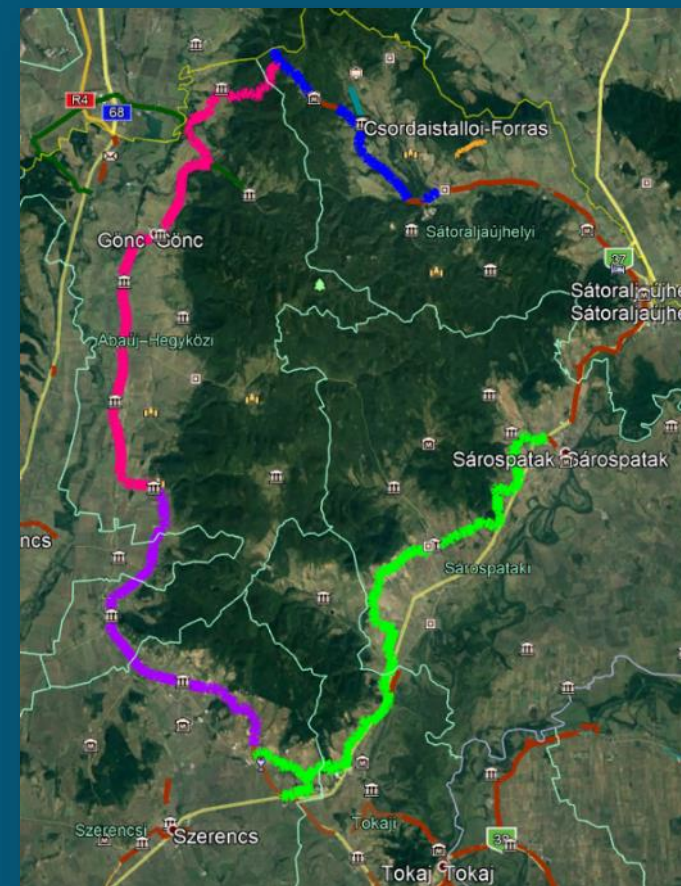 R4
68
Csordaistalloi-Forras
Gönc Gönc
Sátoraljaújhelyi
37
Sátoraljaújhe
Sátoraljaújhe
Abaúj–Hegyközi
Sárospatak Sárospatak
ncs
Sárospataki
Szerencsi
Szerencs
Tokaji
Tokaj Tokaj